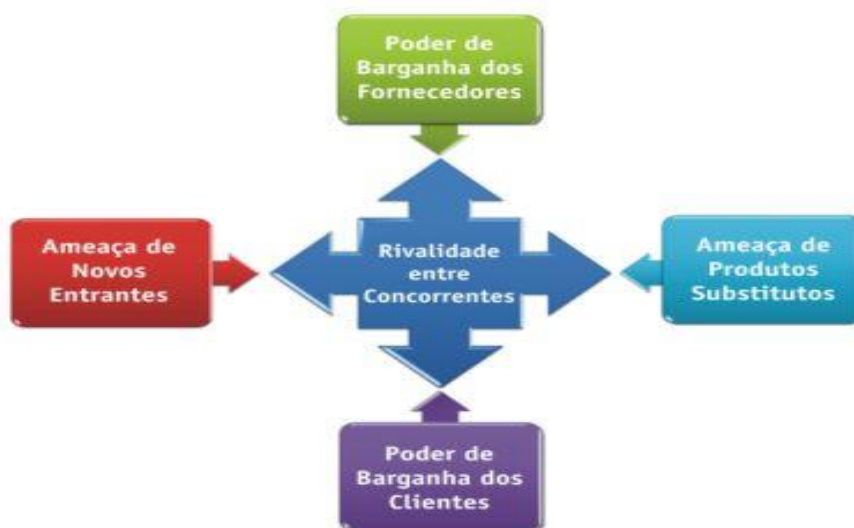 Poder de
Barganha dos
Fornecedores
Ameaça de
Novos
Entrantes
Rivalidade
entre
Concorrentes
Ameaça de
Produtos
Substitutos
Poder de
Barganha dos
Clientes